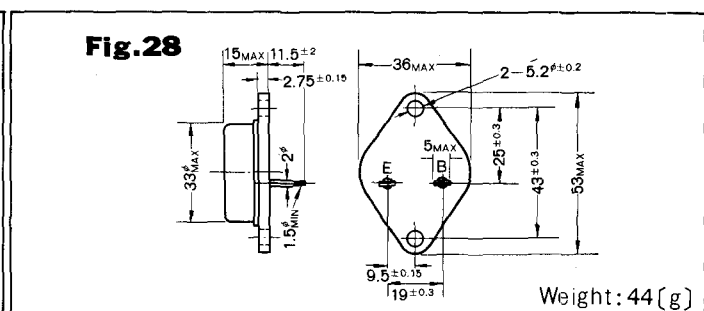 Fig.28
15MAX 11.5±2
2.75±0.15
33φMAX
2φ
1.5φMIN
36MAX
2-5.2φ±0.2
5MAX
E
B
25±0.3
43±0.3
53MAX
9.5±0.15
19±0.3
Weight:44(g)